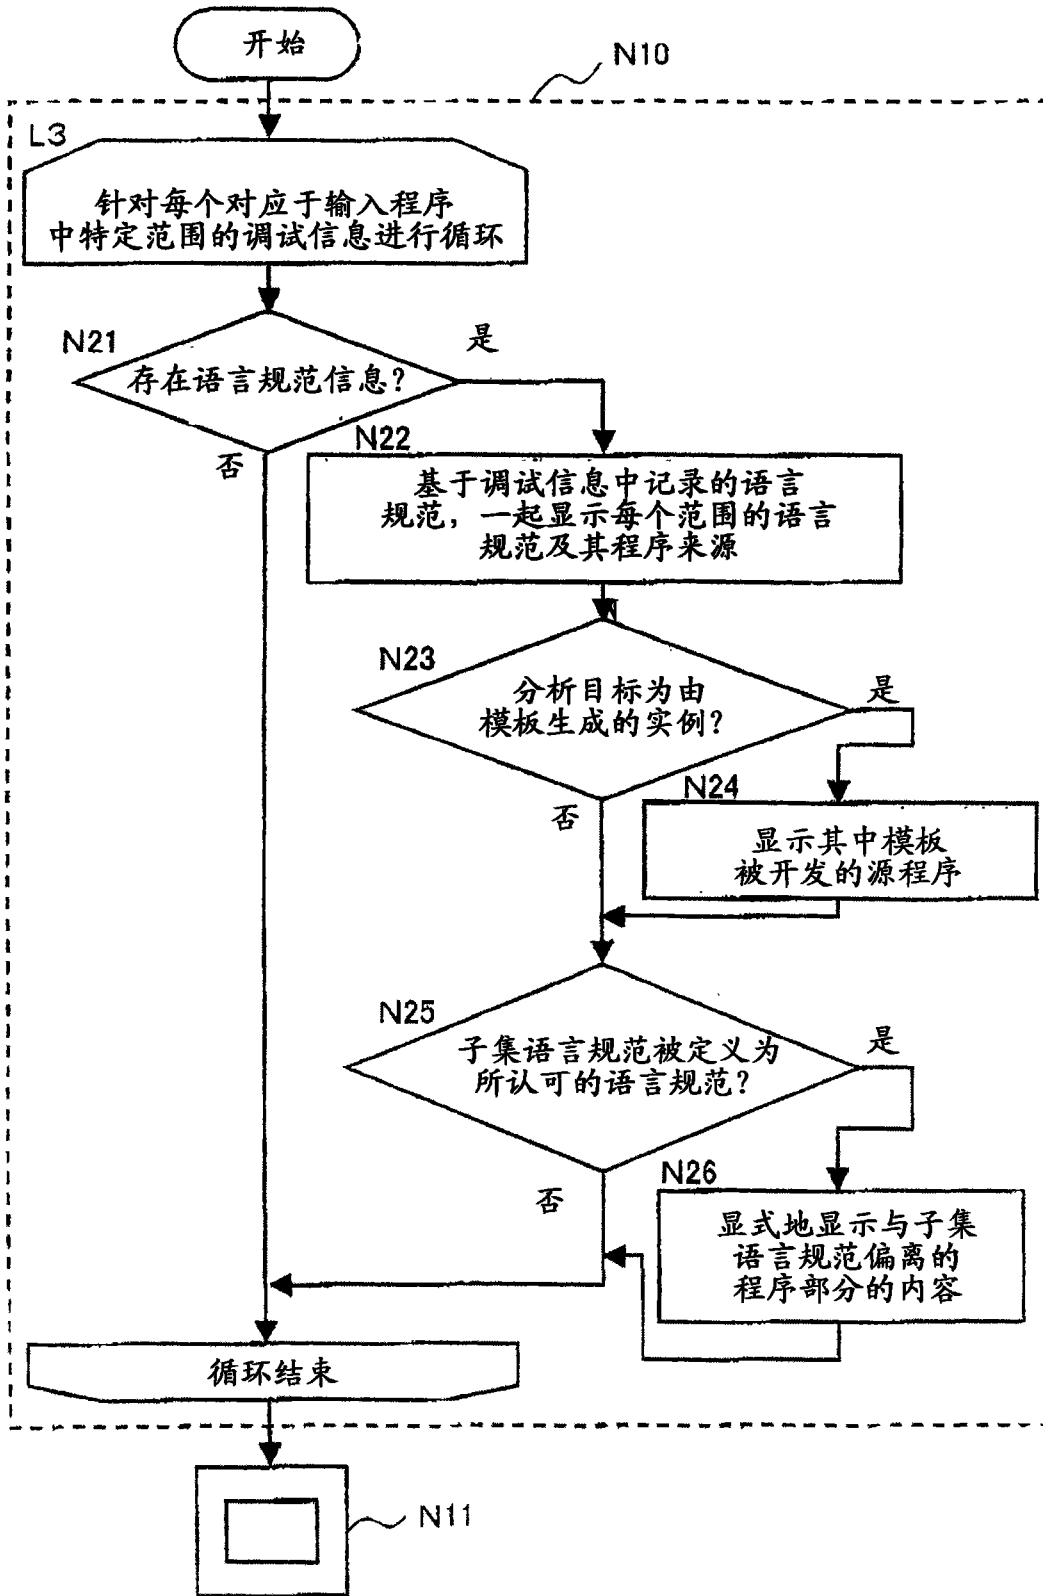 开始
N10
L3
针对每个对应于输入程序
中特定范围的调试信息进行循环
N21
是
存在语言规范信息?
否
N22
基于调试信息中记录的语言
规范，一起显示每个范围的语言
规范及其程序来源
N23
分析目标为由
模板生成的实例?
是
否
N24
显示其中模板
被开发的源程序
N25
子集语言规范被定义为
所认可的语言规范?
是
否
N26
显式地显示与子集
语言规范偏离的
程序部分的内容
循环结束
N11